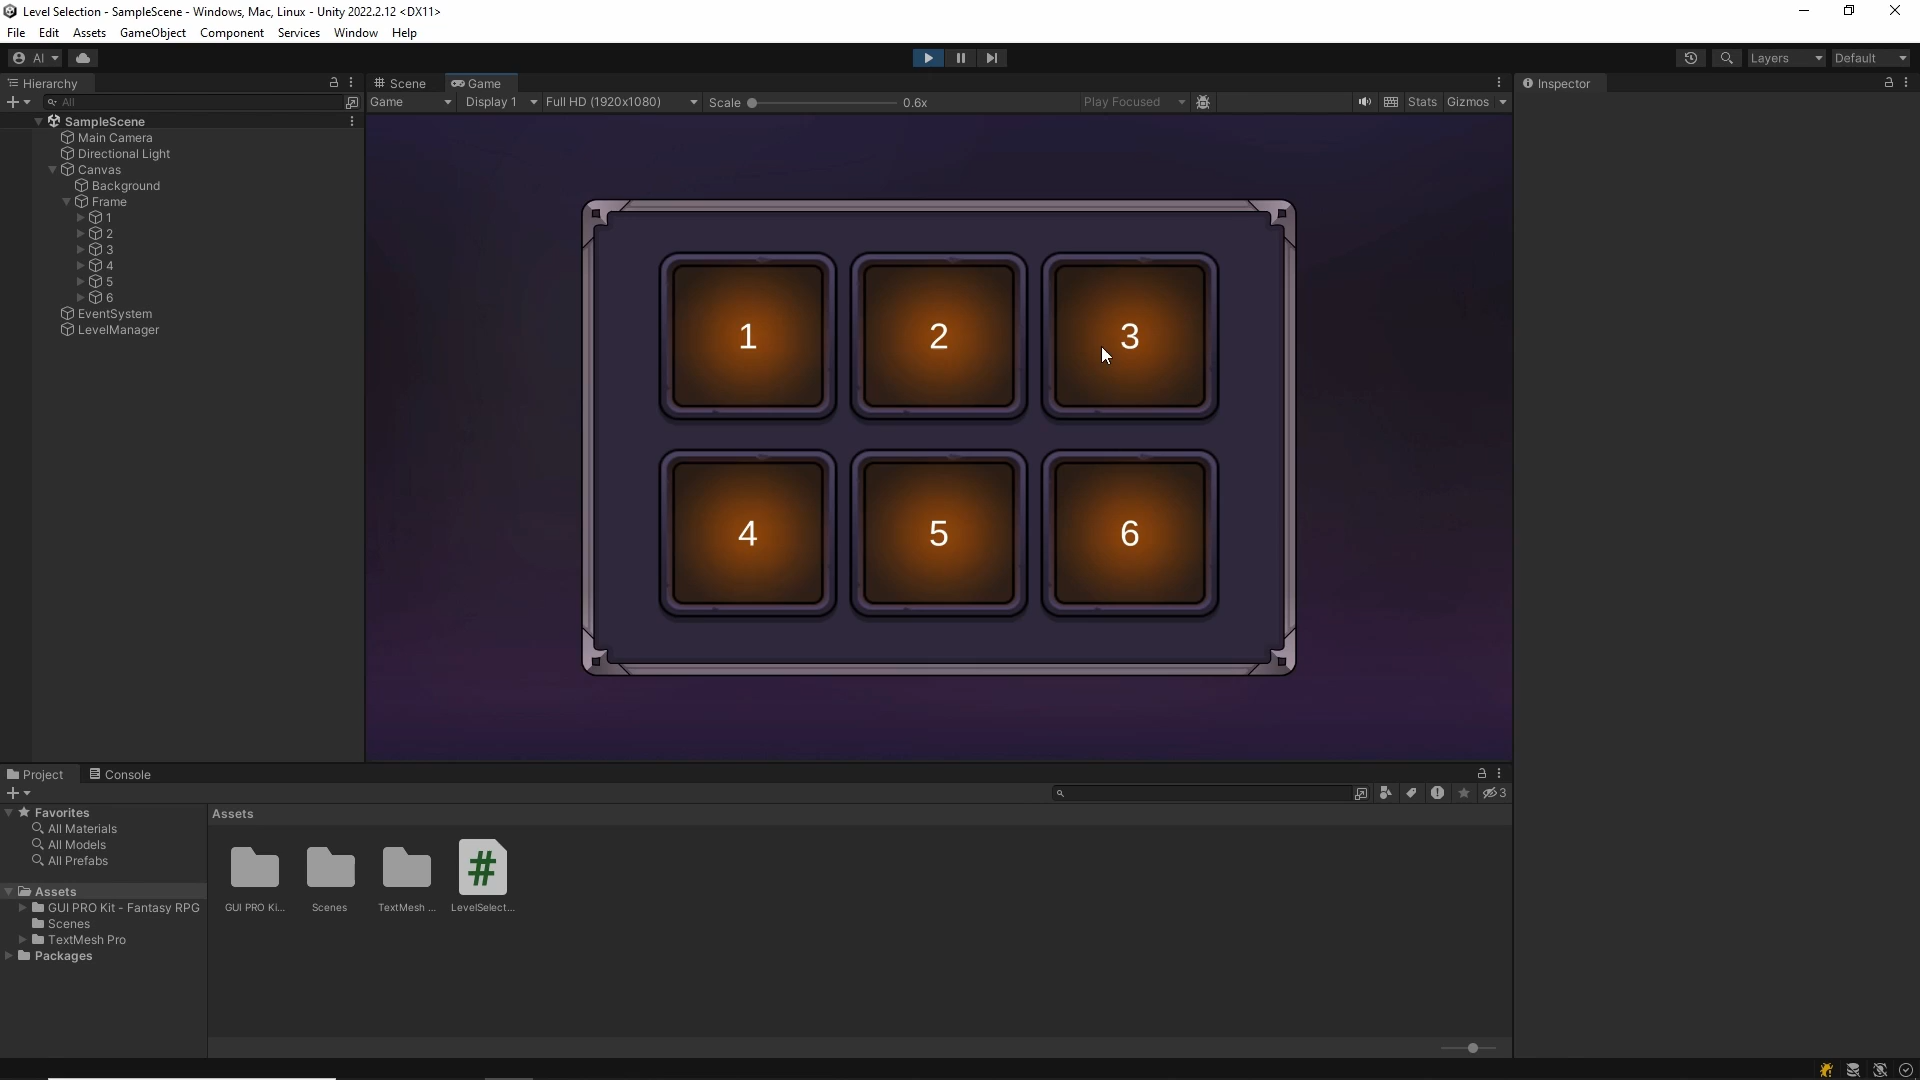 Level Selection - SampleScene - Windows, Mac, Linux - Unity 2022.2.12 <DX11>
File Edit Assets GameObject Component Services Window Help
AI Layers Default
Hierarchy Scene Game Inspector
All Game Display 1 Full HD (1920x1080) Scale 0.6x Play Focused Stats Gizmos
SampleScene
Main Camera
Directional Light
Canvas
Background
Frame
1
2
3
4
5
6
EventSystem
LevelManager
1 2 3
4 5 6
Project Console
3
Favorites Assets
All Materials
All Models
All Prefabs
Assets
GUI PRO Kit - Fantasy RPG
Scenes
TextMesh Pro
Packages
GUI PRO Ki... Scenes TextMesh ... LevelSelect...
#